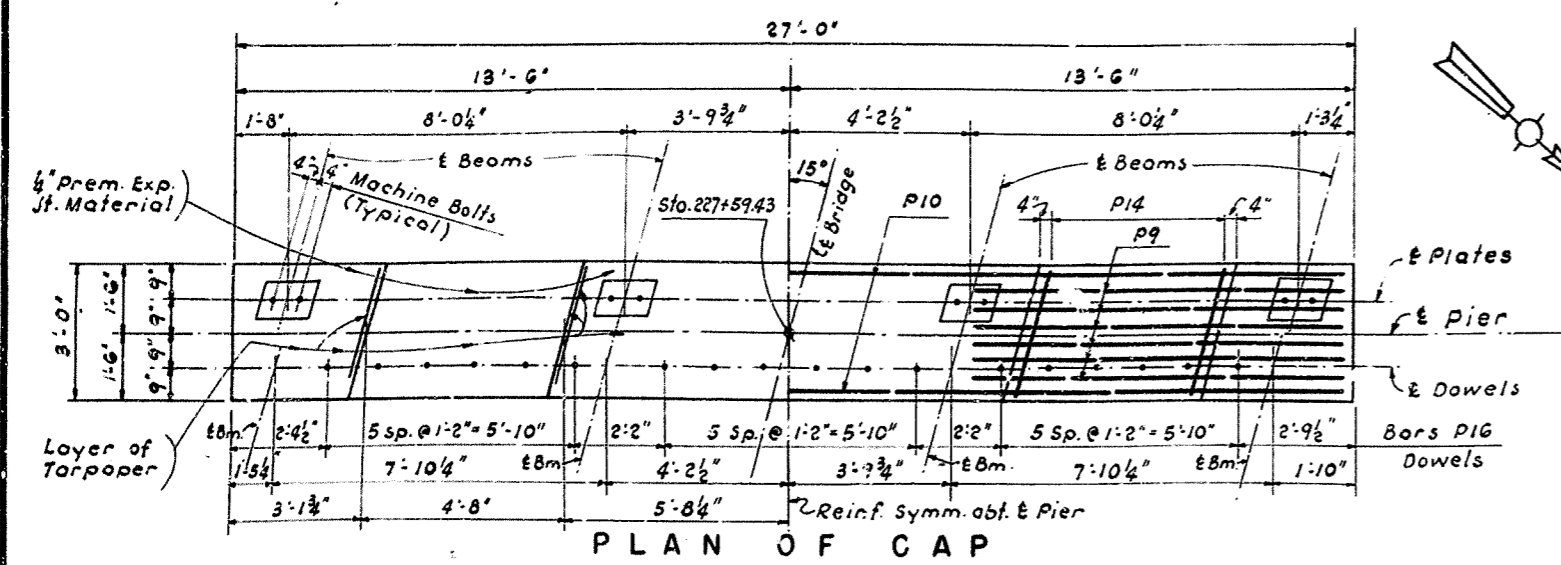 27'-0"
13'-6" 13'-6"
1'-8" 8'-0¼" 3'-9¾" 4'-2½" 8'-0¼" 1'-3¼"
℄ Beams 15° ℄ Beams
4" 4"
¼" Prem. Exp.
Jt. Material
Machine Bolts
(Typical)
Sta. 227+59.43
℄ Bridge
P10
4" P14 4"
P9
℄ Plates
℄ Pier
℄ Dowels
3'-0"
1'-6" 1'-6"
9" 9" 9" 9"
Layer of
Tarpaper
℄ Bm. 2'-4½" 5 Sp. @ 1'-2" = 5'-10" 2'-2" 5 Sp. @ 1'-2" = 5'-10" 2'-2" 5 Sp. @ 1'-2" = 5'-10" 2'-9½" Bars P16
Dowels
1'-5¼" 7'-10¼" ℄ Bm. 4'-2½" 3'-9¾" ℄ Bm. 7'-10¼" ℄ Bm. 1'-10"
3'-1¾" 4'-8" 5'-8¼" Reinf. Symm. abt. ℄ Pier
PLAN OF CAP